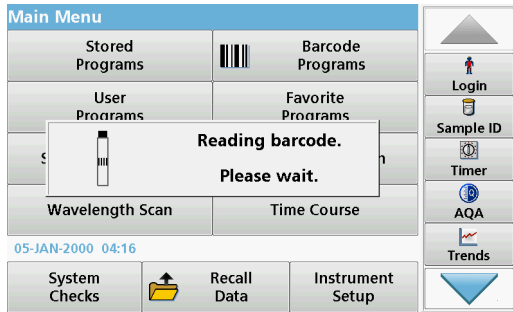 Main Menu
Stored
Programs
Barcode
Programs
User
Programs
Favorite
Programs
Reading barcode.
Please wait.
Wavelength Scan
Time Course
05-JAN-2000 04:16
System
Checks
Recall
Data
Instrument
Setup
Login
Sample ID
Timer
AQA
Trends